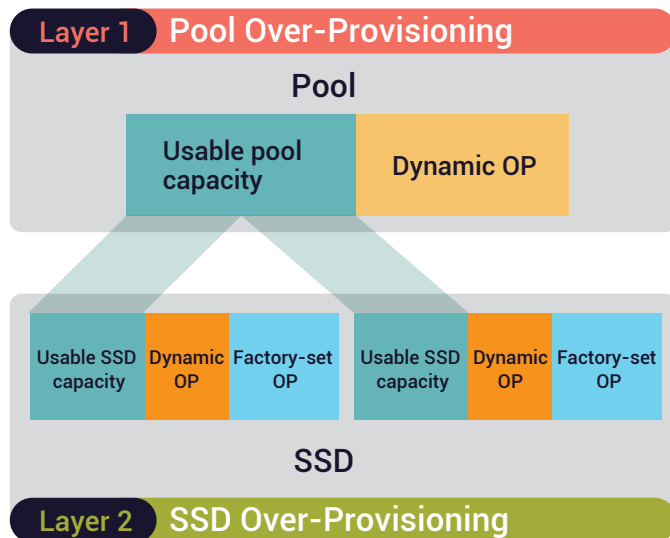 Layer 1 Pool Over-Provisioning
Pool
Usable pool
capacity
Dynamic OP
Usable SSD
capacity
Dynamic
OP
Factory-set
OP
Usable SSD
capacity
Dynamic
OP
Factory-set
OP
SSD
Layer 2 SSD Over-Provisioning